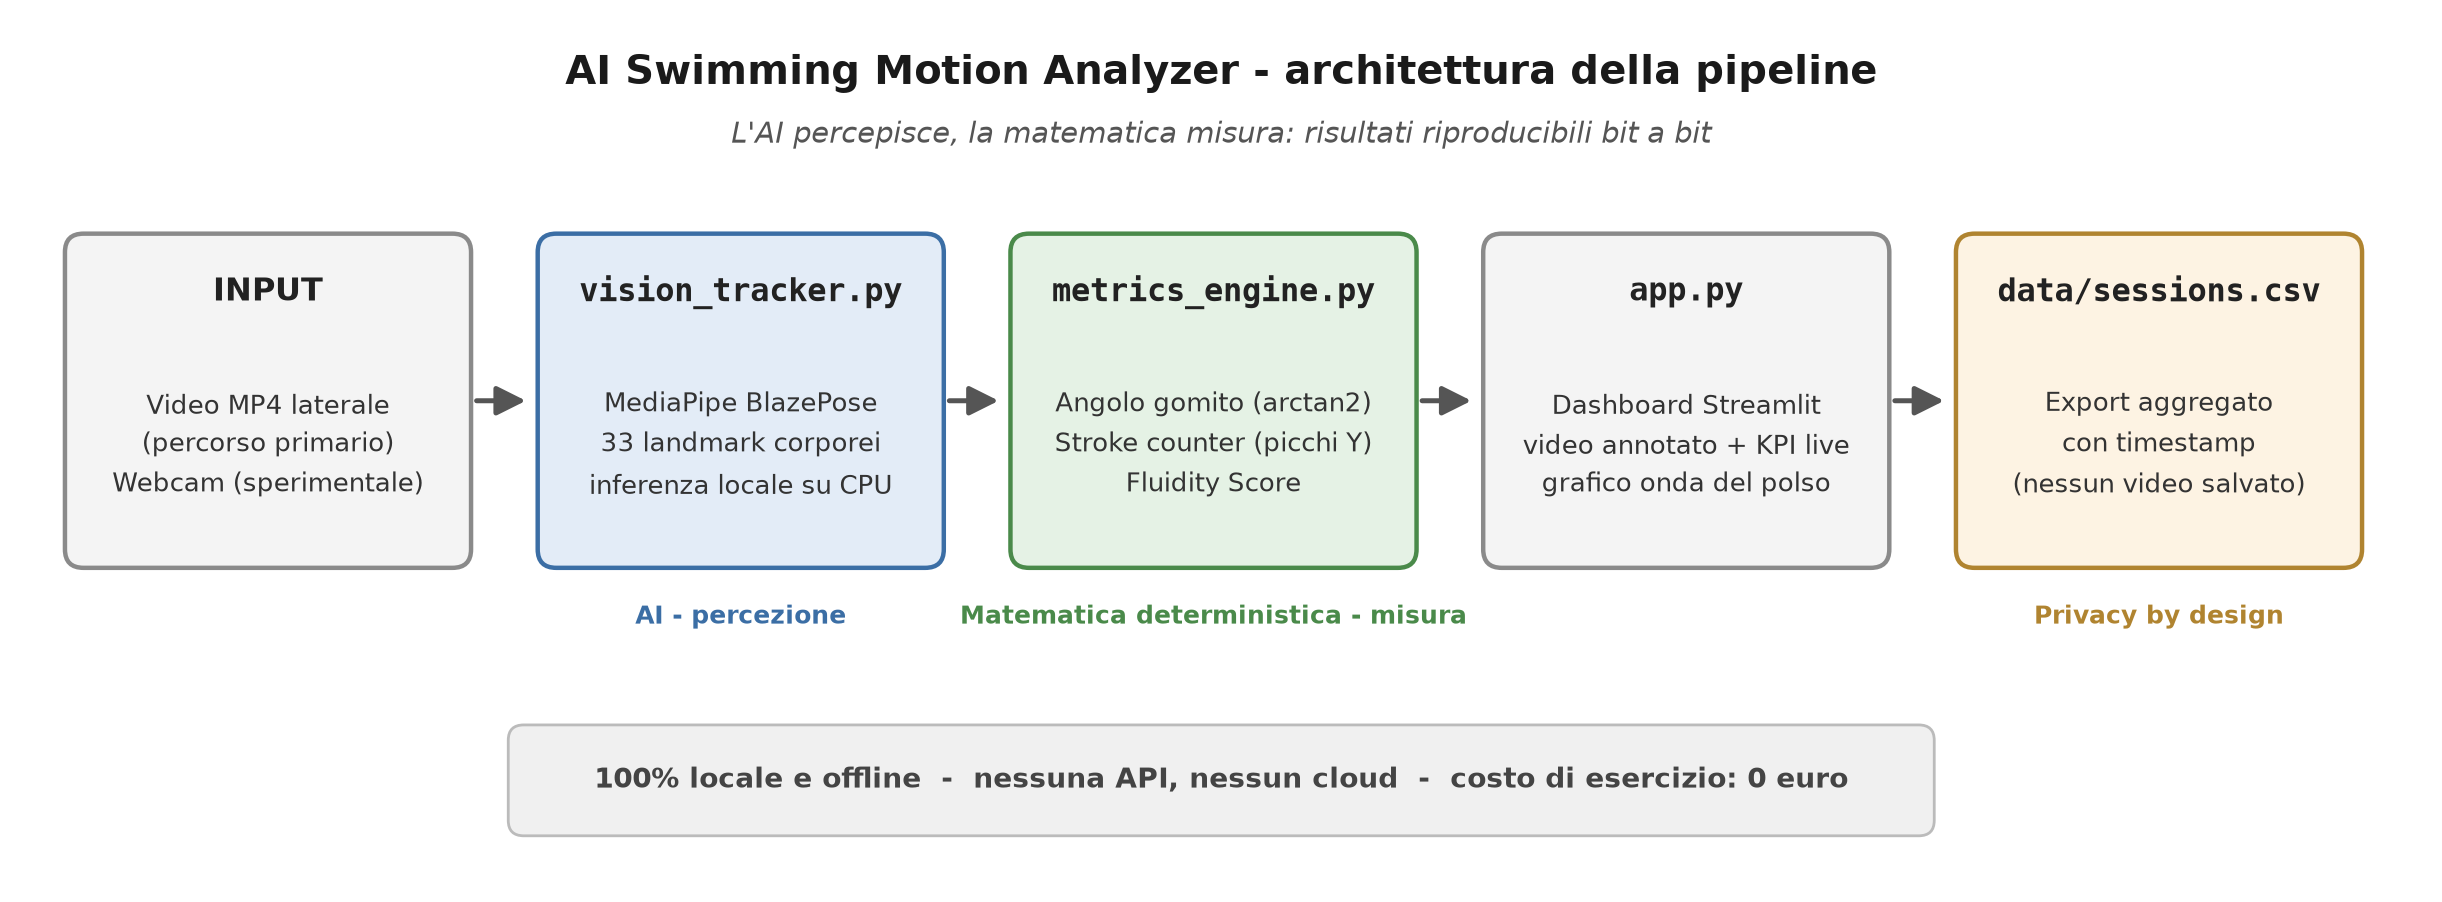 AI Swimming Motion Analyzer - architettura della pipeline
L'AI percepisce, la matematica misura: risultati riproducibili bit a bit
INPUT
Video MP4 laterale
(percorso primario)
Webcam (sperimentale)
vision_tracker.py
MediaPipe BlazePose
33 landmark corporei
inferenza locale su CPU
AI - percezione
metrics_engine.py
Angolo gomito (arctan2)
Stroke counter (picchi Y)
Fluidity Score
Matematica deterministica - misura
app.py
Dashboard Streamlit
video annotato + KPI live
grafico onda del polso
data/sessions.csv
Export aggregato
con timestamp
(nessun video salvato)
Privacy by design
100% locale e offline - nessuna API, nessun cloud - costo di esercizio: 0 euro